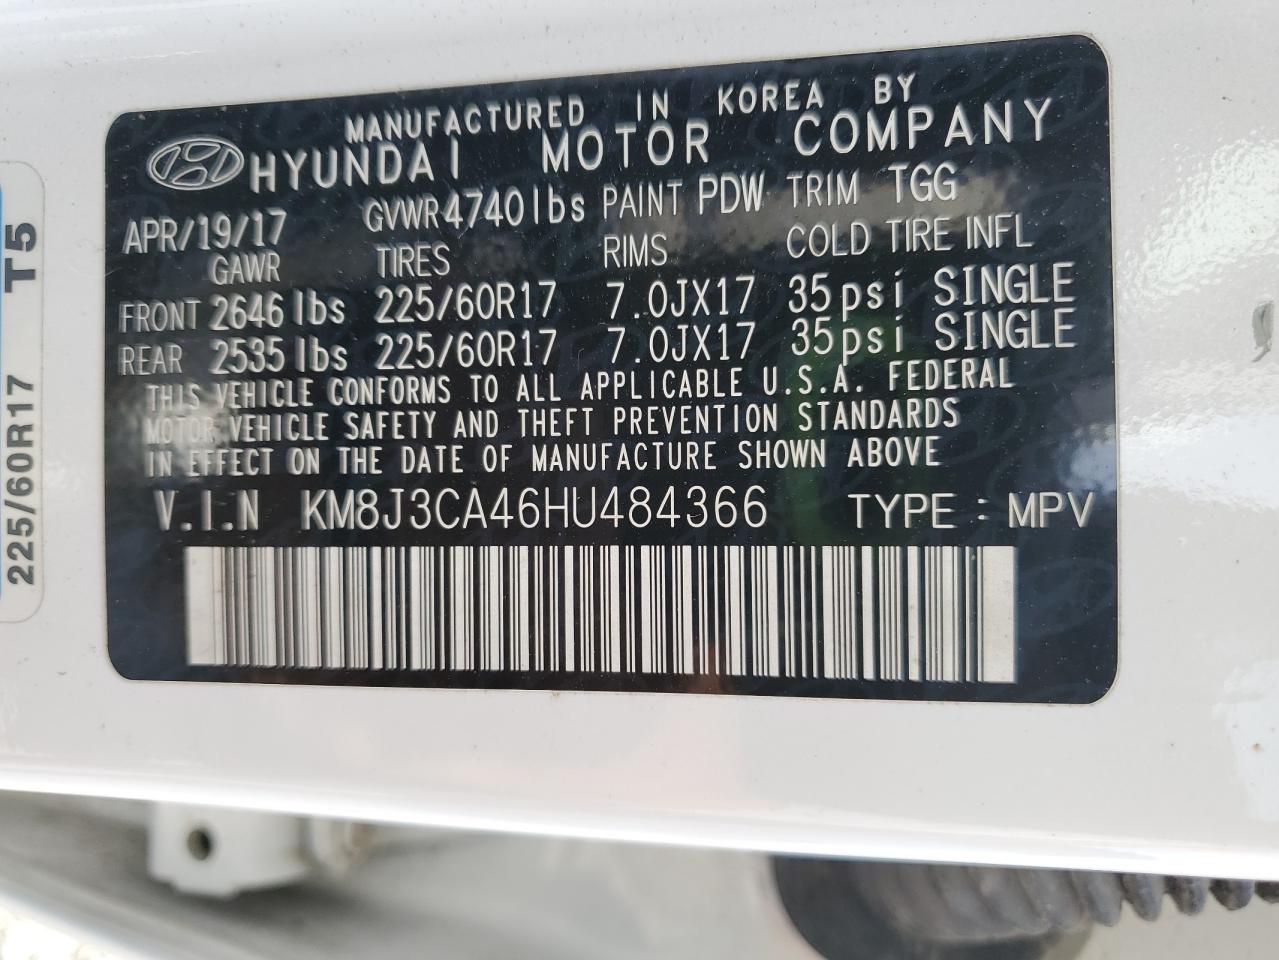 MANUFACTURED IN KOREA BY
HYUNDAI MOTOR COMPANY
APR/19/17 GVWR4740lbs PAINT PDW TRIM TGG
GAWR TIRES RIMS COLD TIRE INFL
FRONT 2646lbs 225/60R17 7.0JX17 35psi SINGLE
REAR 2535lbs 225/60R17 7.0JX17 35psi SINGLE
THIS VEHICLE CONFORMS TO ALL APPLICABLE U.S.A. FEDERAL
MOTOR VEHICLE SAFETY AND THEFT PREVENTION STANDARDS
IN EFFECT ON THE DATE OF MANUFACTURE SHOWN ABOVE
V.I.N KM8J3CA46HU484366 TYPE : MPV
225/60R17 T5